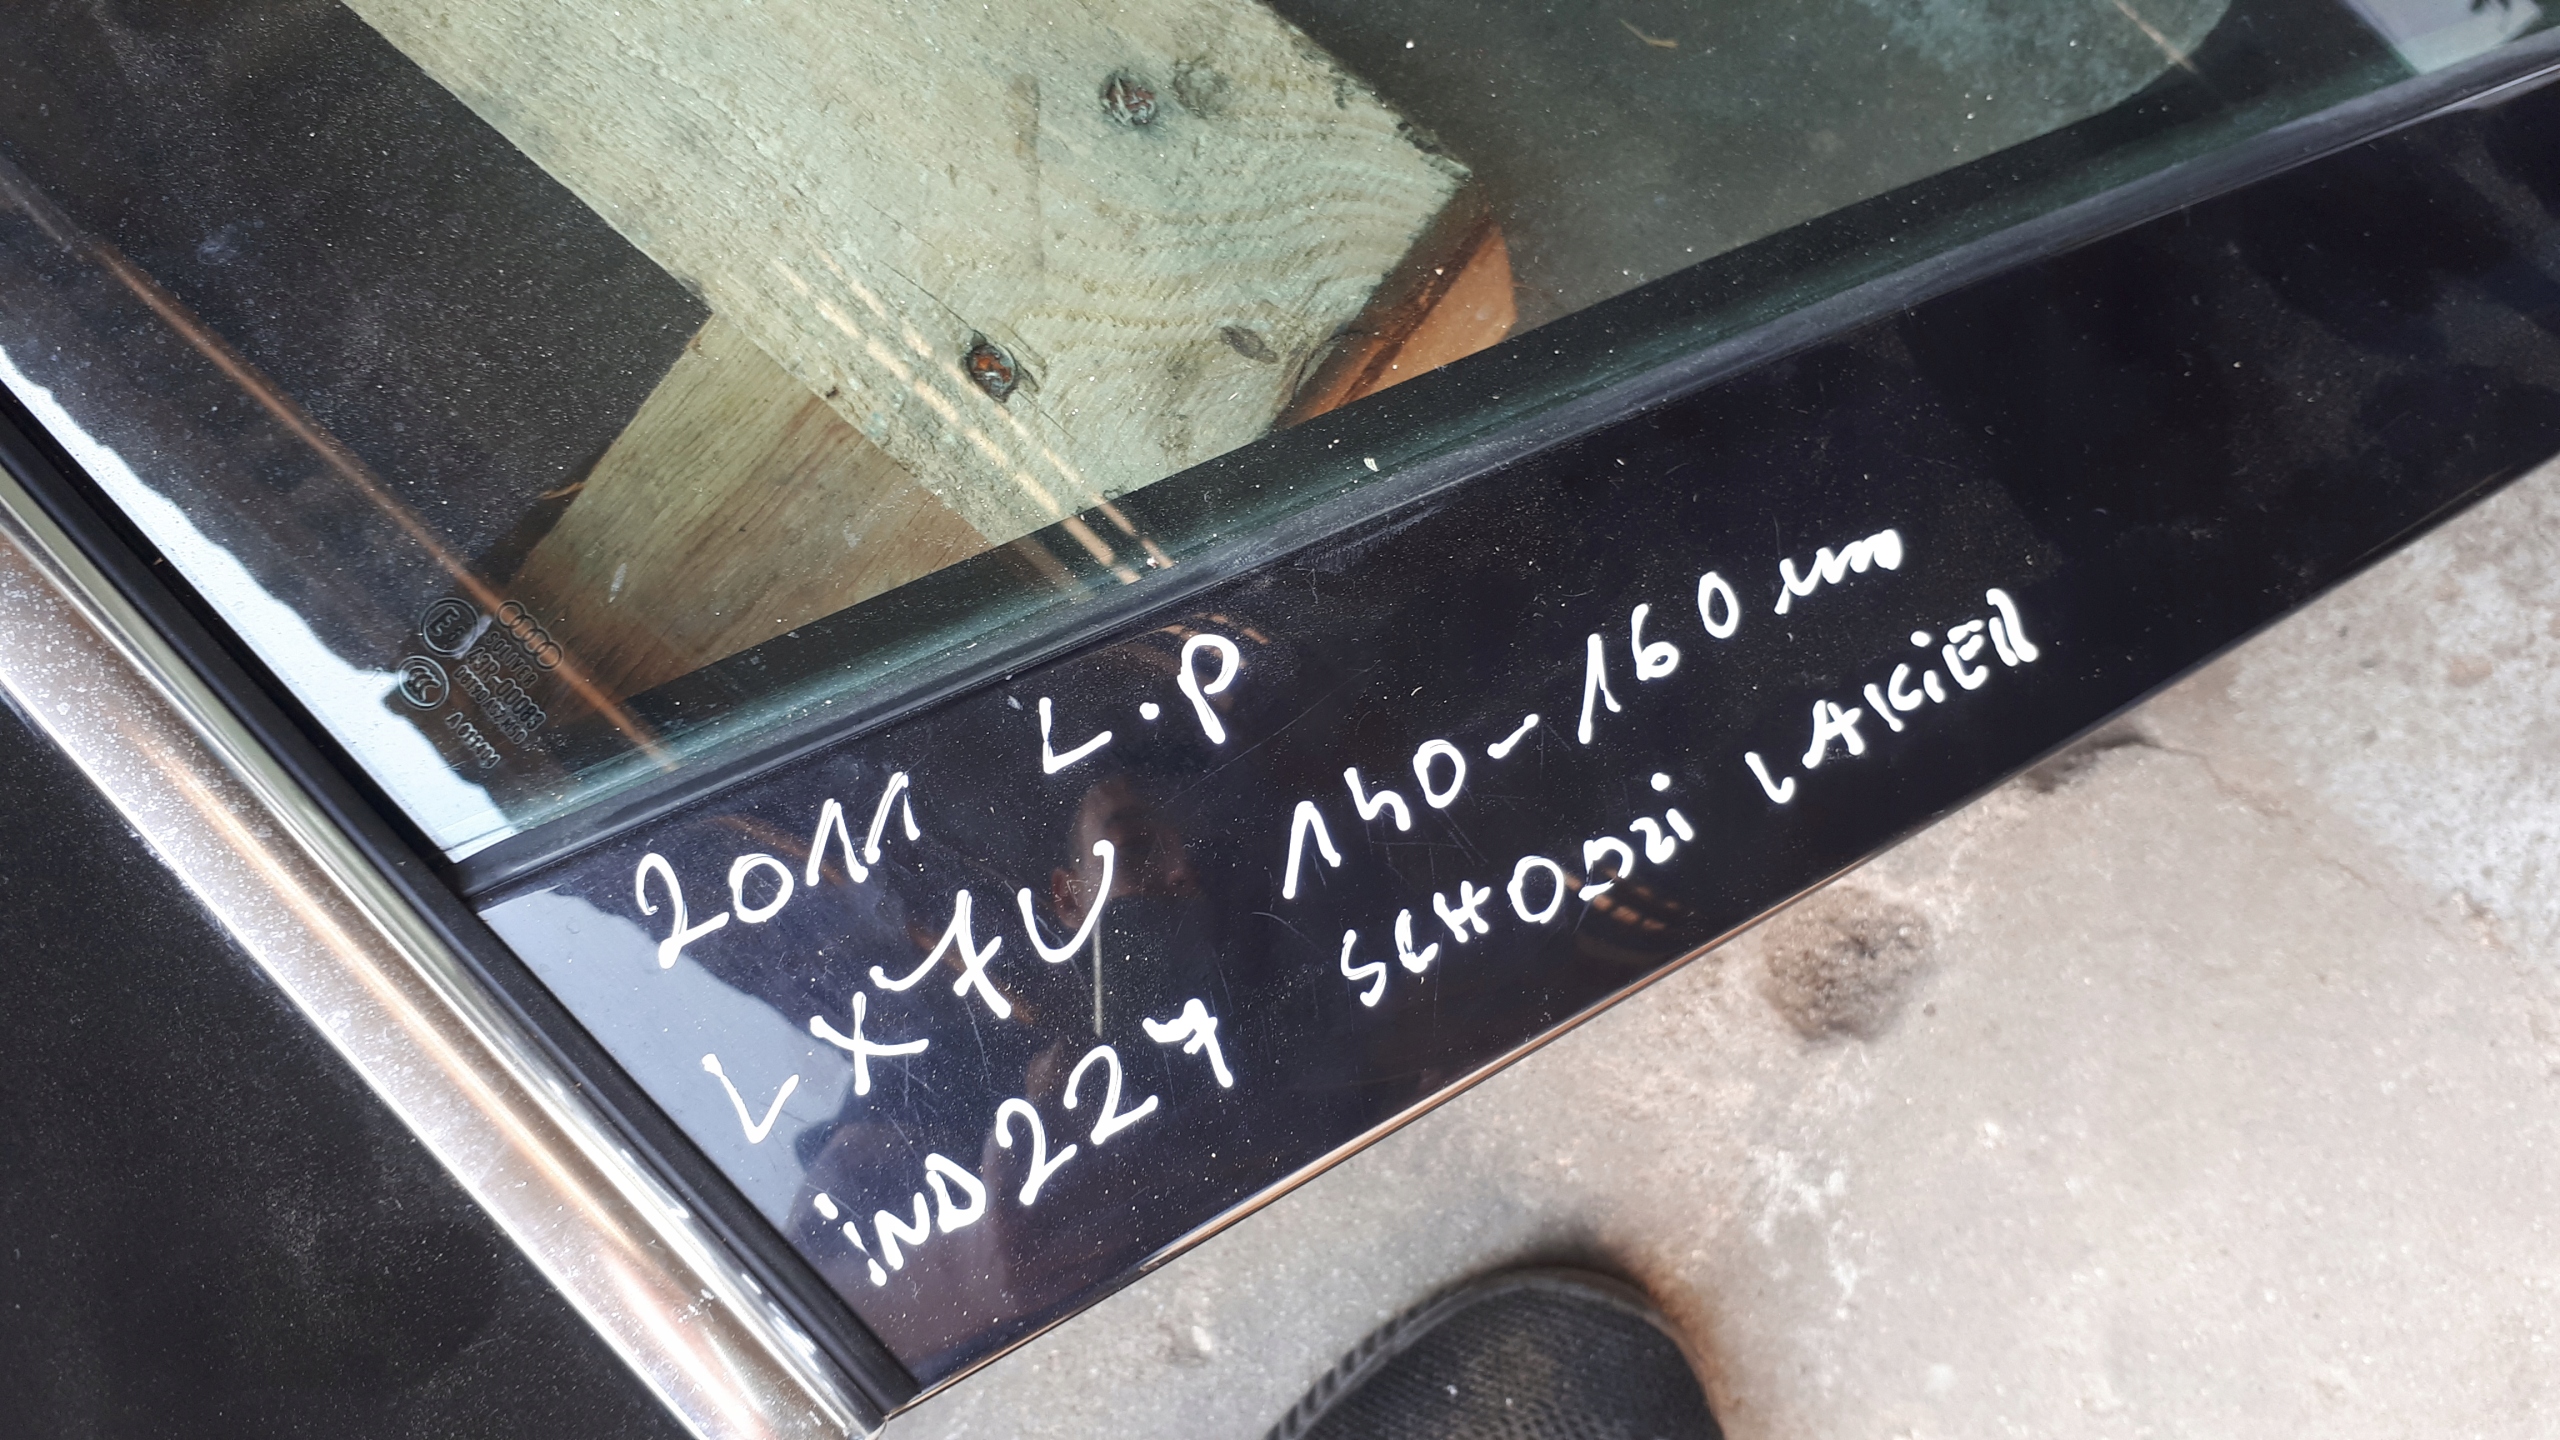 2011 L.P
LX7U 140-160 um
IND 227 SCHODZI LAKIER